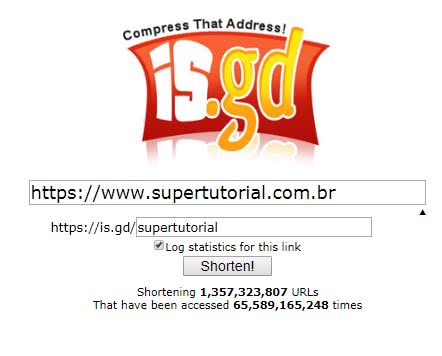 Compress That Address!
is.gd
https://www.supertutorial.com.br
https://is.gd/supertutorial
Log statistics for this link
Shorten!
Shortening 1,357,323,807 URLs
That have been accessed 65,589,165,248 times